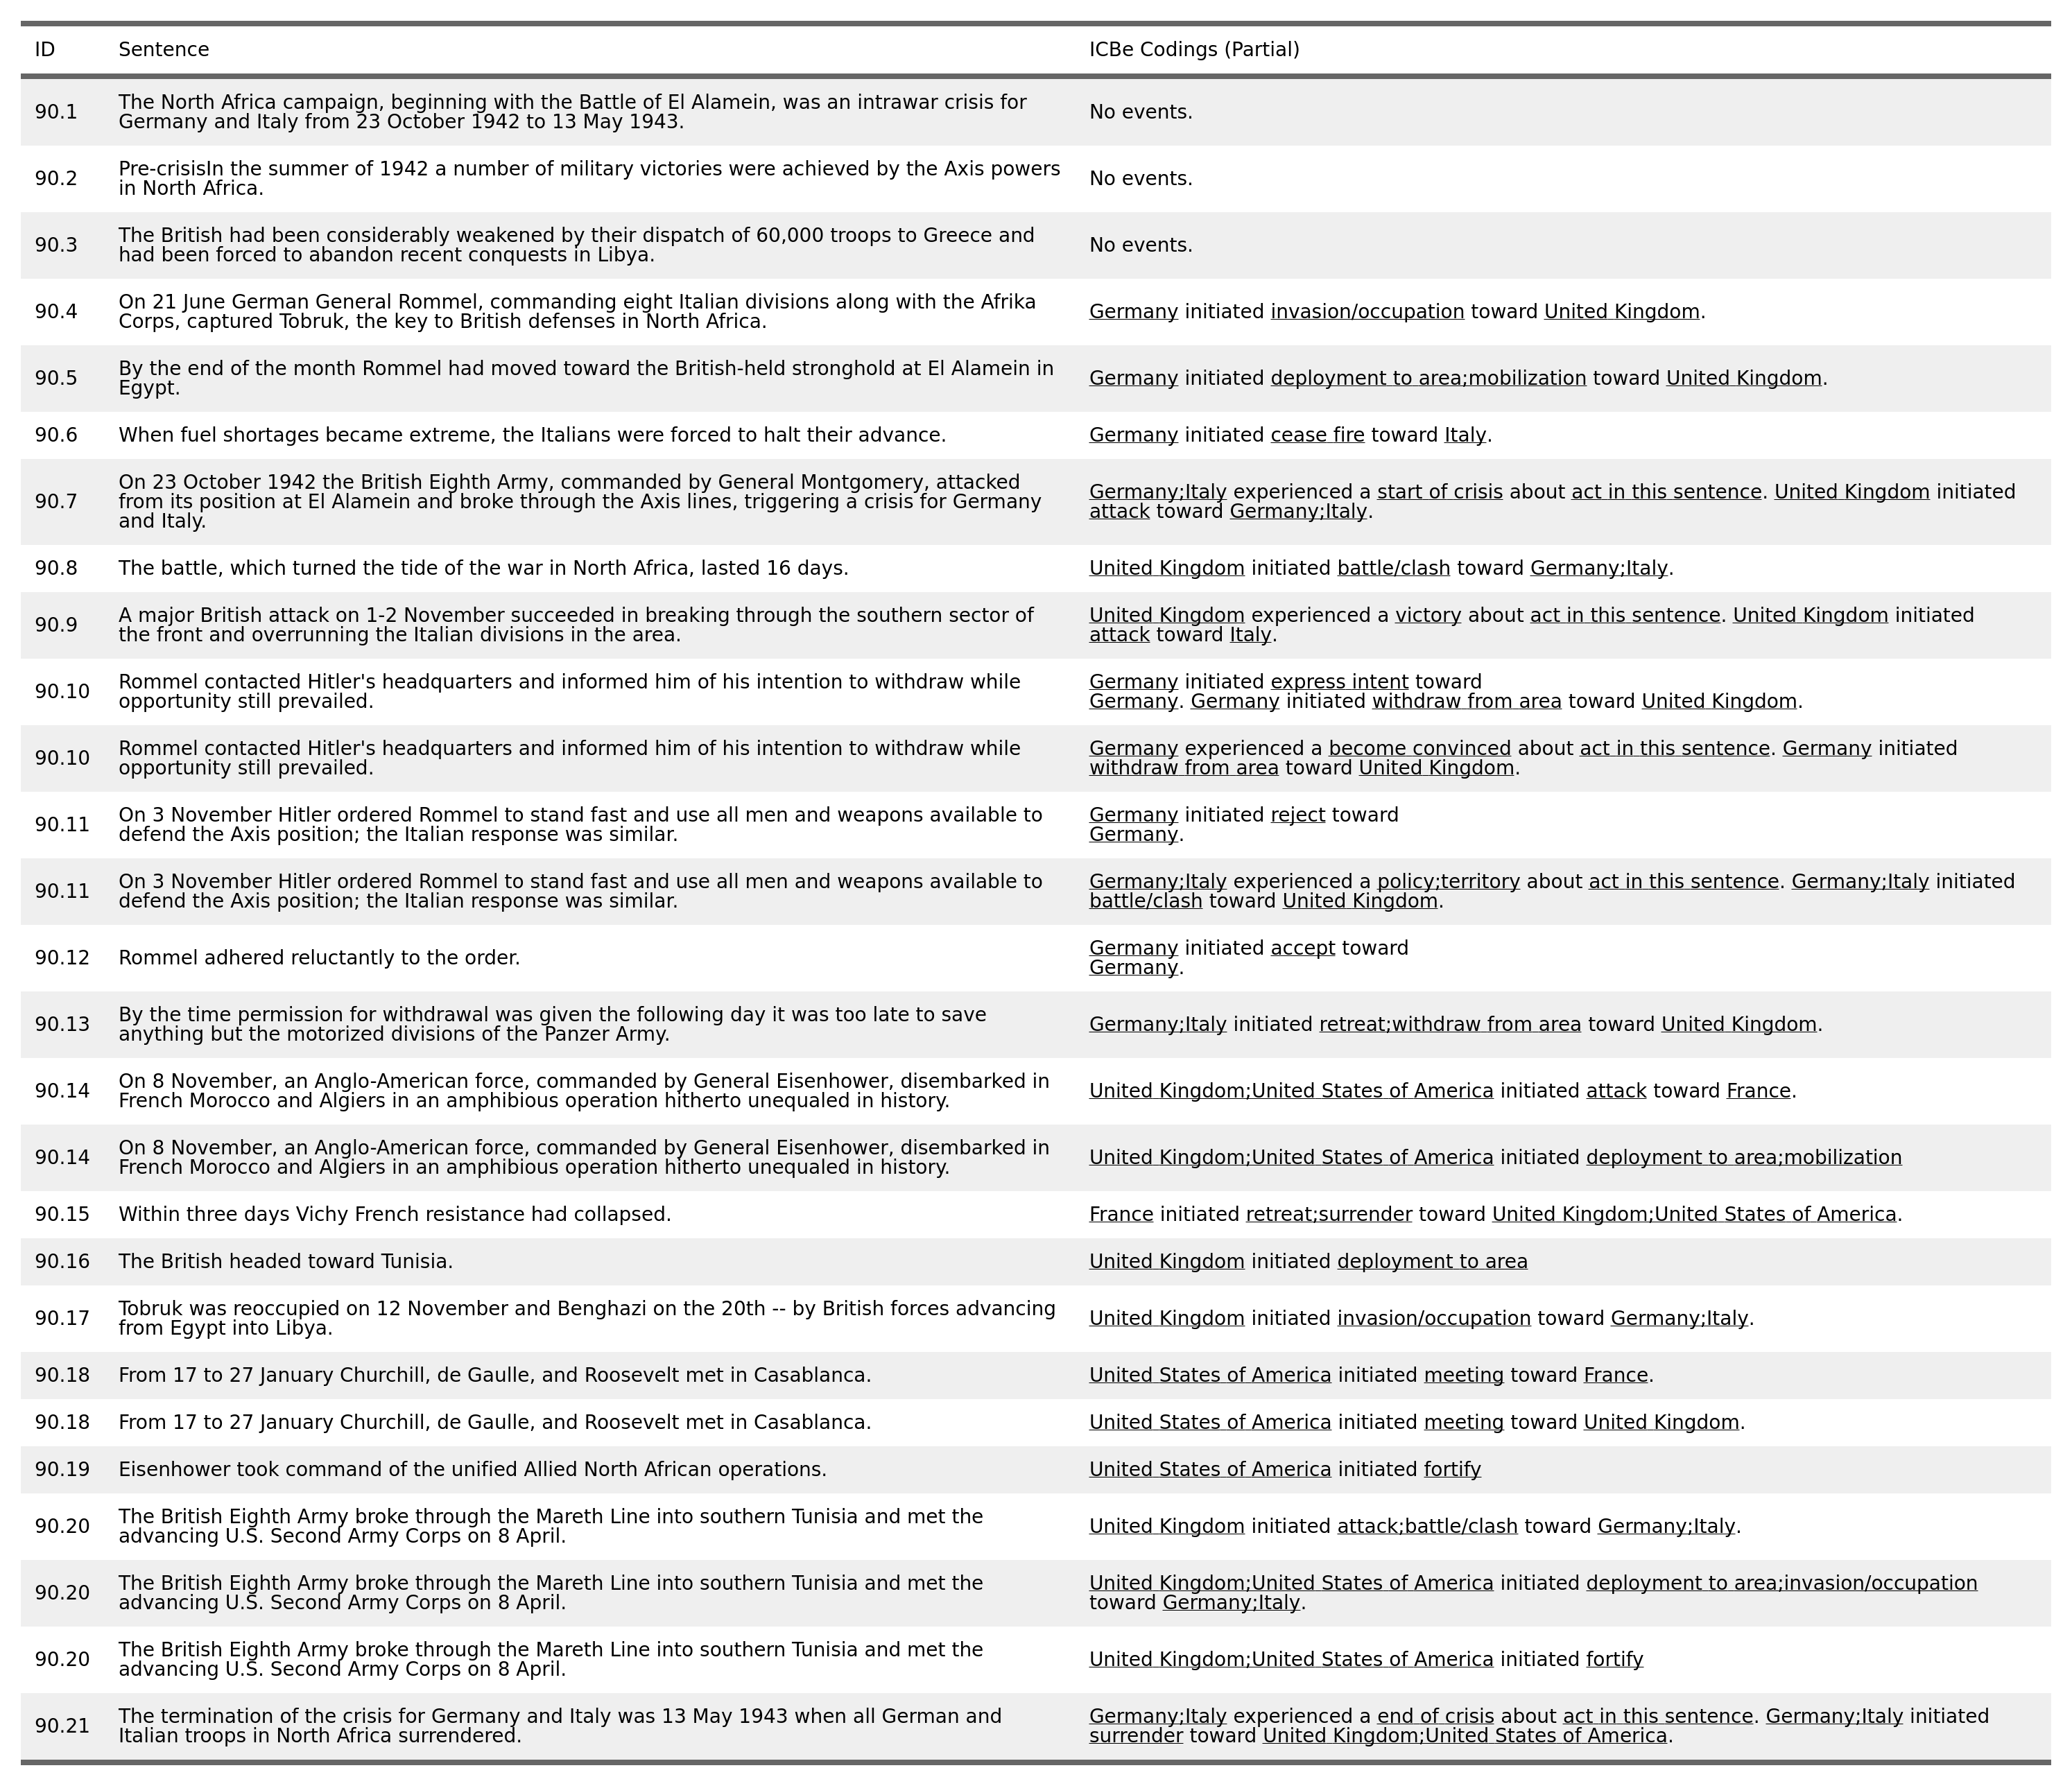 ID Sentence ICBe Codings (Partial)
90.1 The North Africa campaign, beginning with the Battle of El Alamein, was an intrawar crisis for
Germany and Italy from 23 October 1942 to 13 May 1943. No events.
90.2 Pre-crisisIn the summer of 1942 a number of military victories were achieved by the Axis powers
in North Africa. No events.
90.3 The British had been considerably weakened by their dispatch of 60,000 troops to Greece and
had been forced to abandon recent conquests in Libya. No events.
90.4 On 21 June German General Rommel, commanding eight Italian divisions along with the Afrika
Corps, captured Tobruk, the key to British defenses in North Africa. Germany initiated invasion/occupation toward United Kingdom.
90.5 By the end of the month Rommel had moved toward the British-held stronghold at El Alamein in
Egypt. Germany initiated deployment to area;mobilization toward United Kingdom.
90.6 When fuel shortages became extreme, the Italians were forced to halt their advance. Germany initiated cease fire toward Italy.
90.7 On 23 October 1942 the British Eighth Army, commanded by General Montgomery, attacked
from its position at El Alamein and broke through the Axis lines, triggering a crisis for Germany
and Italy. Germany;Italy experienced a start of crisis about act in this sentence. United Kingdom initiated
attack toward Germany;Italy.
90.8 The battle, which turned the tide of the war in North Africa, lasted 16 days. United Kingdom initiated battle/clash toward Germany;Italy.
90.9 A major British attack on 1-2 November succeeded in breaking through the southern sector of
the front and overrunning the Italian divisions in the area. United Kingdom experienced a victory about act in this sentence. United Kingdom initiated
attack toward Italy.
90.10 Rommel contacted Hitler's headquarters and informed him of his intention to withdraw while
opportunity still prevailed. Germany initiated express intent toward
Germany. Germany initiated withdraw from area toward United Kingdom.
90.10 Rommel contacted Hitler's headquarters and informed him of his intention to withdraw while
opportunity still prevailed. Germany experienced a become convinced about act in this sentence. Germany initiated
withdraw from area toward United Kingdom.
90.11 On 3 November Hitler ordered Rommel to stand fast and use all men and weapons available to
defend the Axis position; the Italian response was similar. Germany initiated reject toward
Germany.
90.11 On 3 November Hitler ordered Rommel to stand fast and use all men and weapons available to
defend the Axis position; the Italian response was similar. Germany;Italy experienced a policy;territory about act in this sentence. Germany;Italy initiated
battle/clash toward United Kingdom.
90.12 Rommel adhered reluctantly to the order. Germany initiated accept toward
Germany.
90.13 By the time permission for withdrawal was given the following day it was too late to save
anything but the motorized divisions of the Panzer Army. Germany;Italy initiated retreat;withdraw from area toward United Kingdom.
90.14 On 8 November, an Anglo-American force, commanded by General Eisenhower, disembarked in
French Morocco and Algiers in an amphibious operation hitherto unequaled in history. United Kingdom;United States of America initiated attack toward France.
90.14 On 8 November, an Anglo-American force, commanded by General Eisenhower, disembarked in
French Morocco and Algiers in an amphibious operation hitherto unequaled in history. United Kingdom;United States of America initiated deployment to area;mobilization
90.15 Within three days Vichy French resistance had collapsed. France initiated retreat;surrender toward United Kingdom;United States of America.
90.16 The British headed toward Tunisia. United Kingdom initiated deployment to area
90.17 Tobruk was reoccupied on 12 November and Benghazi on the 20th -- by British forces advancing
from Egypt into Libya. United Kingdom initiated invasion/occupation toward Germany;Italy.
90.18 From 17 to 27 January Churchill, de Gaulle, and Roosevelt met in Casablanca. United States of America initiated meeting toward France.
90.18 From 17 to 27 January Churchill, de Gaulle, and Roosevelt met in Casablanca. United States of America initiated meeting toward United Kingdom.
90.19 Eisenhower took command of the unified Allied North African operations. United States of America initiated fortify
90.20 The British Eighth Army broke through the Mareth Line into southern Tunisia and met the
advancing U.S. Second Army Corps on 8 April. United Kingdom initiated attack;battle/clash toward Germany;Italy.
90.20 The British Eighth Army broke through the Mareth Line into southern Tunisia and met the
advancing U.S. Second Army Corps on 8 April. United Kingdom;United States of America initiated deployment to area;invasion/occupation
toward Germany;Italy.
90.20 The British Eighth Army broke through the Mareth Line into southern Tunisia and met the
advancing U.S. Second Army Corps on 8 April. United Kingdom;United States of America initiated fortify
90.21 The termination of the crisis for Germany and Italy was 13 May 1943 when all German and
Italian troops in North Africa surrendered. Germany;Italy experienced a end of crisis about act in this sentence. Germany;Italy initiated
surrender toward United Kingdom;United States of America.